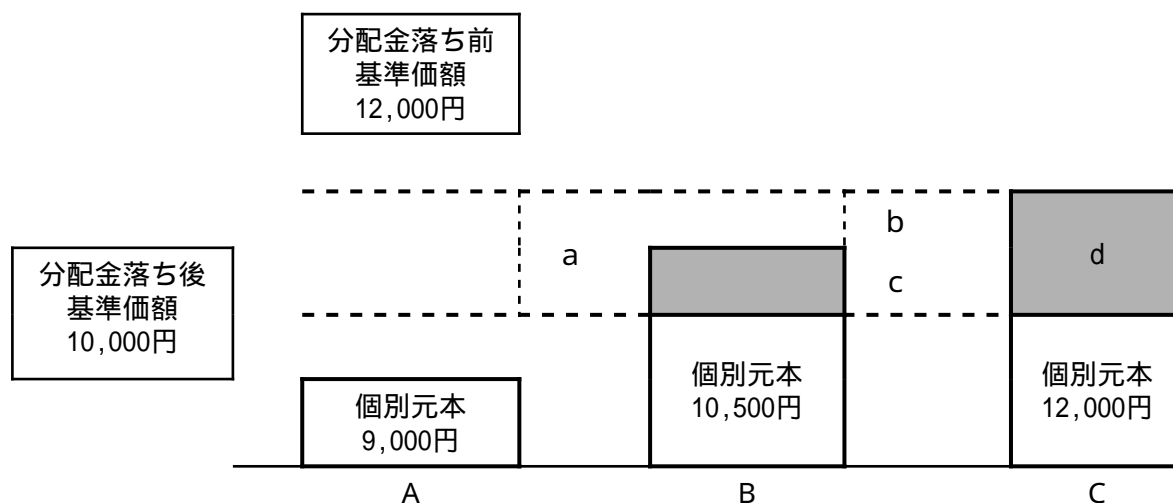 分配金落ち前
基準価額
12,000円
a
b
c
d
分配金落ち後
基準価額
10,000円
個別元本
9,000円
個別元本
10,500円
個別元本
12,000円
A
B
C